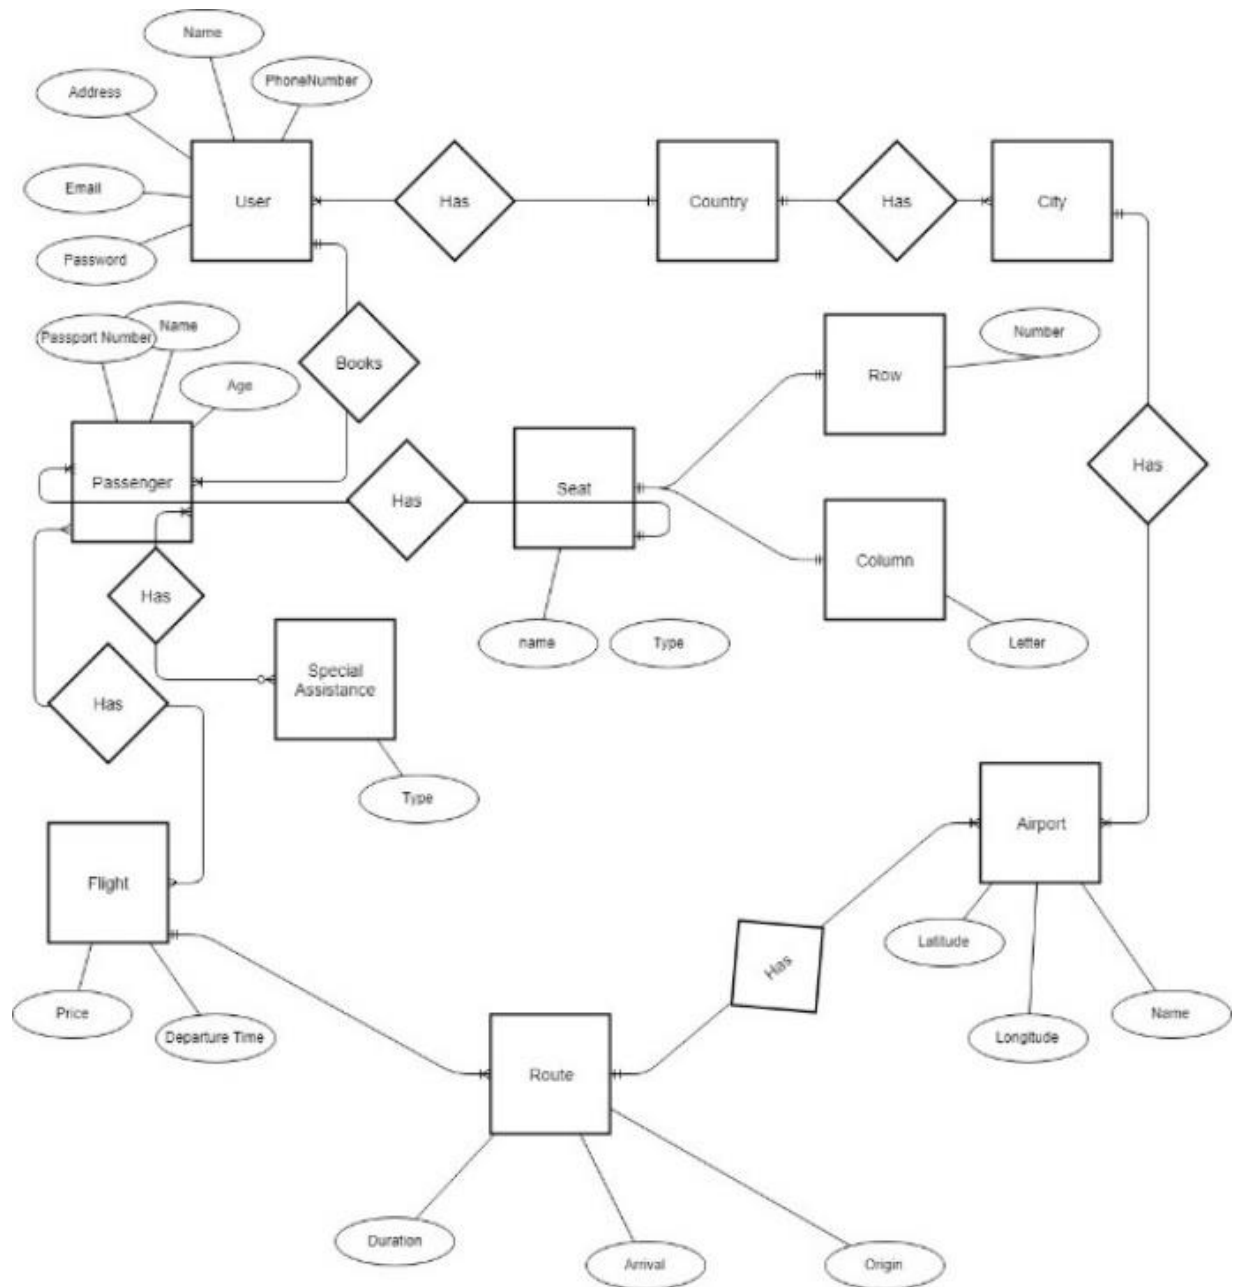 Name
PhoneNumber
Address
Email
Password
User
Has
Country
Has
City
Passport Number
Name
Age
Books
Row
Number
Passenger
Has
Seat
Has
Column
Has
name
Type
Letter
Special
Assistance
Has
Type
Flight
Airport
Price
Departure Time
Has
Latitude
Longitude
Name
Route
Duration
Arrival
Origin